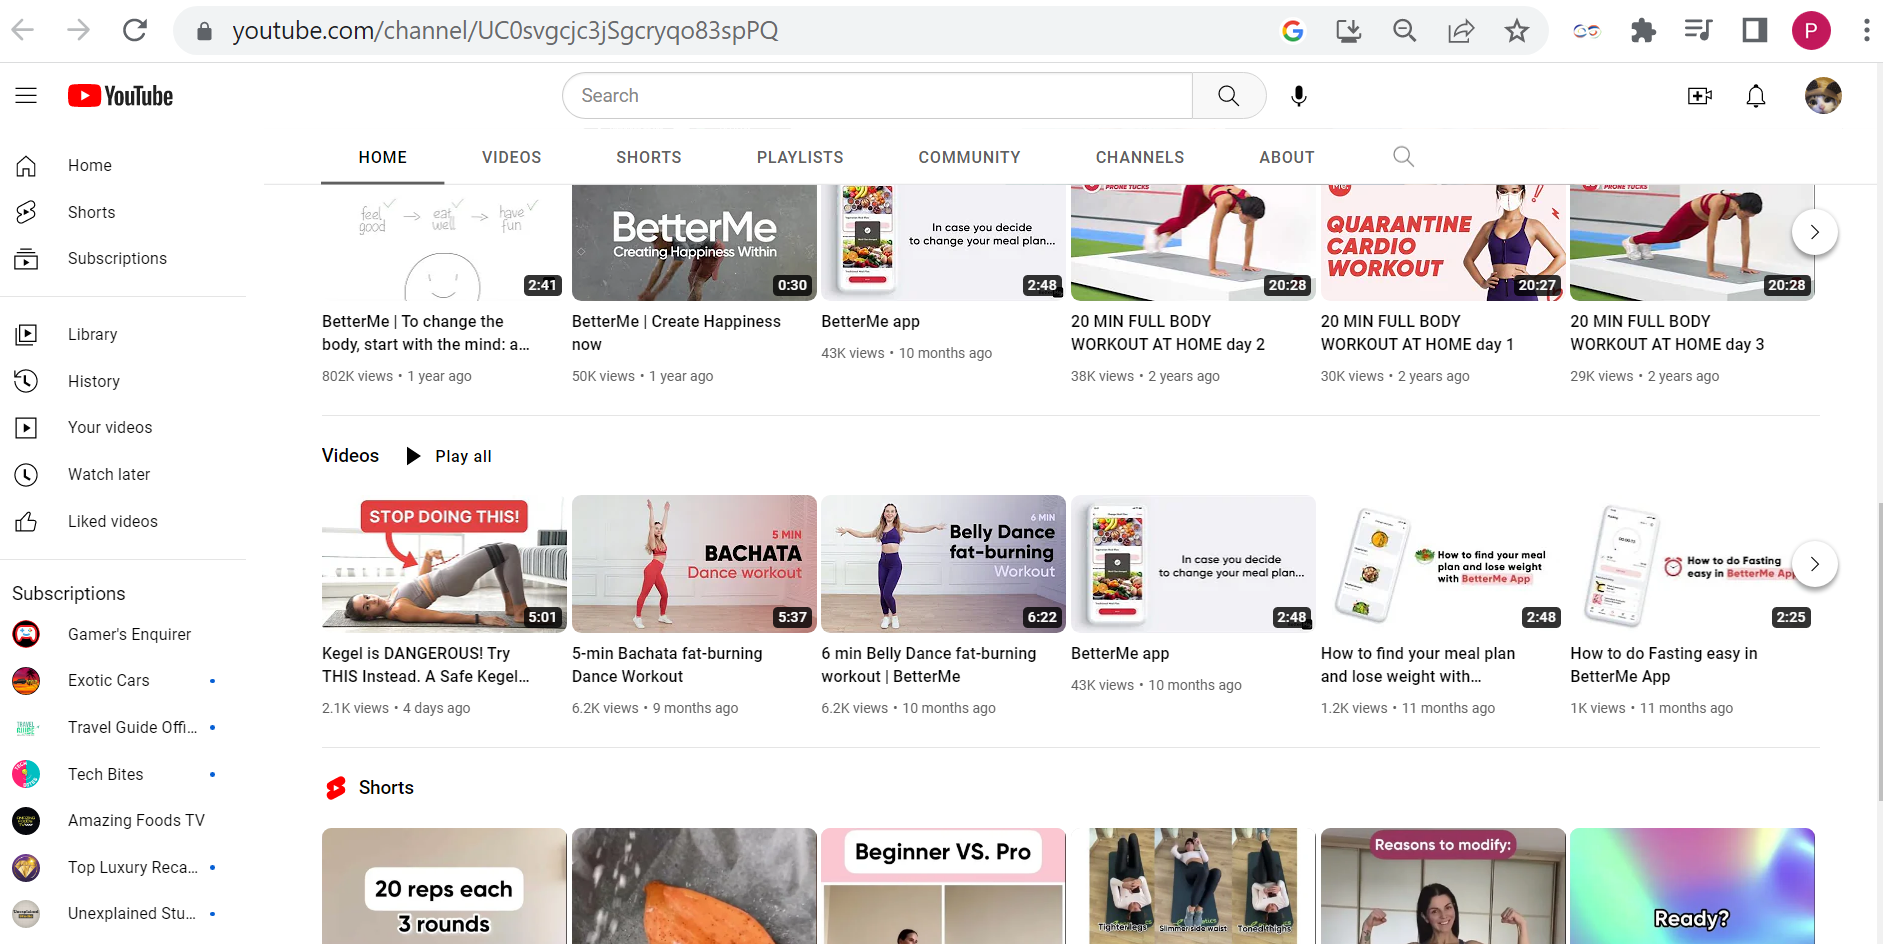 youtube.com/channel/UC0svgcjc3jSgcryqo83spPQ
P
YouTube
Search
HOME
VIDEOS
SHORTS
PLAYLISTS
COMMUNITY
CHANNELS
ABOUT
Home
Shorts
Subscriptions
Library
History
Your videos
Watch later
Liked videos
Subscriptions
Gamer's Enquirer
Exotic Cars
Travel Guide Offi...
Tech Bites
Amazing Foods TV
Top Luxury Reca...
Unexplained Stu...
feel good → eat well → have fun
2:41
BetterMe
Creating Happiness Within
0:30
In case you decide
to change your meal plan...
2:48
PRONE TUCKS
20:28
QUARANTINE
CARDIO
WORKOUT
20:27
PRONE TUCKS
20:28
BetterMe | To change the
body, start with the mind: a...
802K views • 1 year ago
BetterMe | Create Happiness
now
50K views • 1 year ago
BetterMe app
43K views • 10 months ago
20 MIN FULL BODY
WORKOUT AT HOME day 2
38K views • 2 years ago
20 MIN FULL BODY
WORKOUT AT HOME day 1
30K views • 2 years ago
20 MIN FULL BODY
WORKOUT AT HOME day 3
29K views • 2 years ago
Videos
Play all
STOP DOING THIS!
5:01
5 MIN
BACHATA
Dance workout
5:37
6 MIN
Belly Dance
fat-burning
Workout
6:22
In case you decide
to change your meal plan...
2:48
How to find your meal
plan and lose weight
with BetterMe App
2:48
How to do Fasting
easy in BetterMe App
2:25
Kegel is DANGEROUS! Try
THIS Instead. A Safe Kegel...
2.1K views • 4 days ago
5-min Bachata fat-burning
Dance Workout
6.2K views • 9 months ago
6 min Belly Dance fat-burning
workout | BetterMe
6.2K views • 10 months ago
BetterMe app
43K views • 10 months ago
How to find your meal plan
and lose weight with...
1.2K views • 11 months ago
How to do Fasting easy in
BetterMe App
1K views • 11 months ago
Shorts
20 reps each
3 rounds
Beginner VS. Pro
Tighter legs
Slimmer side waist
Toned thighs
Reasons to modify:
Ready?